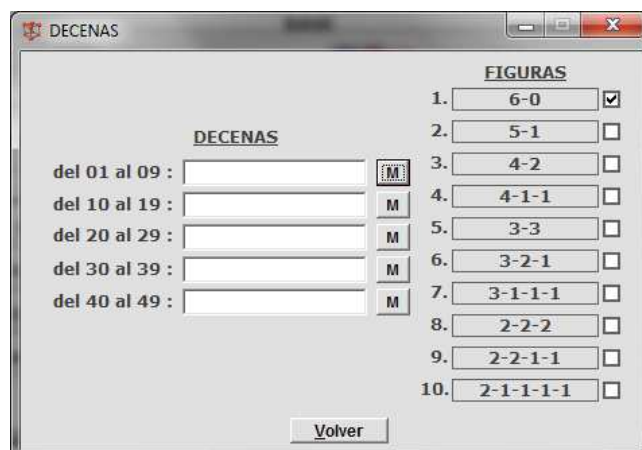 DECENAS
DECENAS
del 01 al 09 : M
del 10 al 19 : M
del 20 al 29 : M
del 30 al 39 : M
del 40 al 49 : M
FIGURAS
1. 6-0
2. 5-1
3. 4-2
4. 4-1-1
5. 3-3
6. 3-2-1
7. 3-1-1-1
8. 2-2-2
9. 2-2-1-1
10. 2-1-1-1-1
Volver